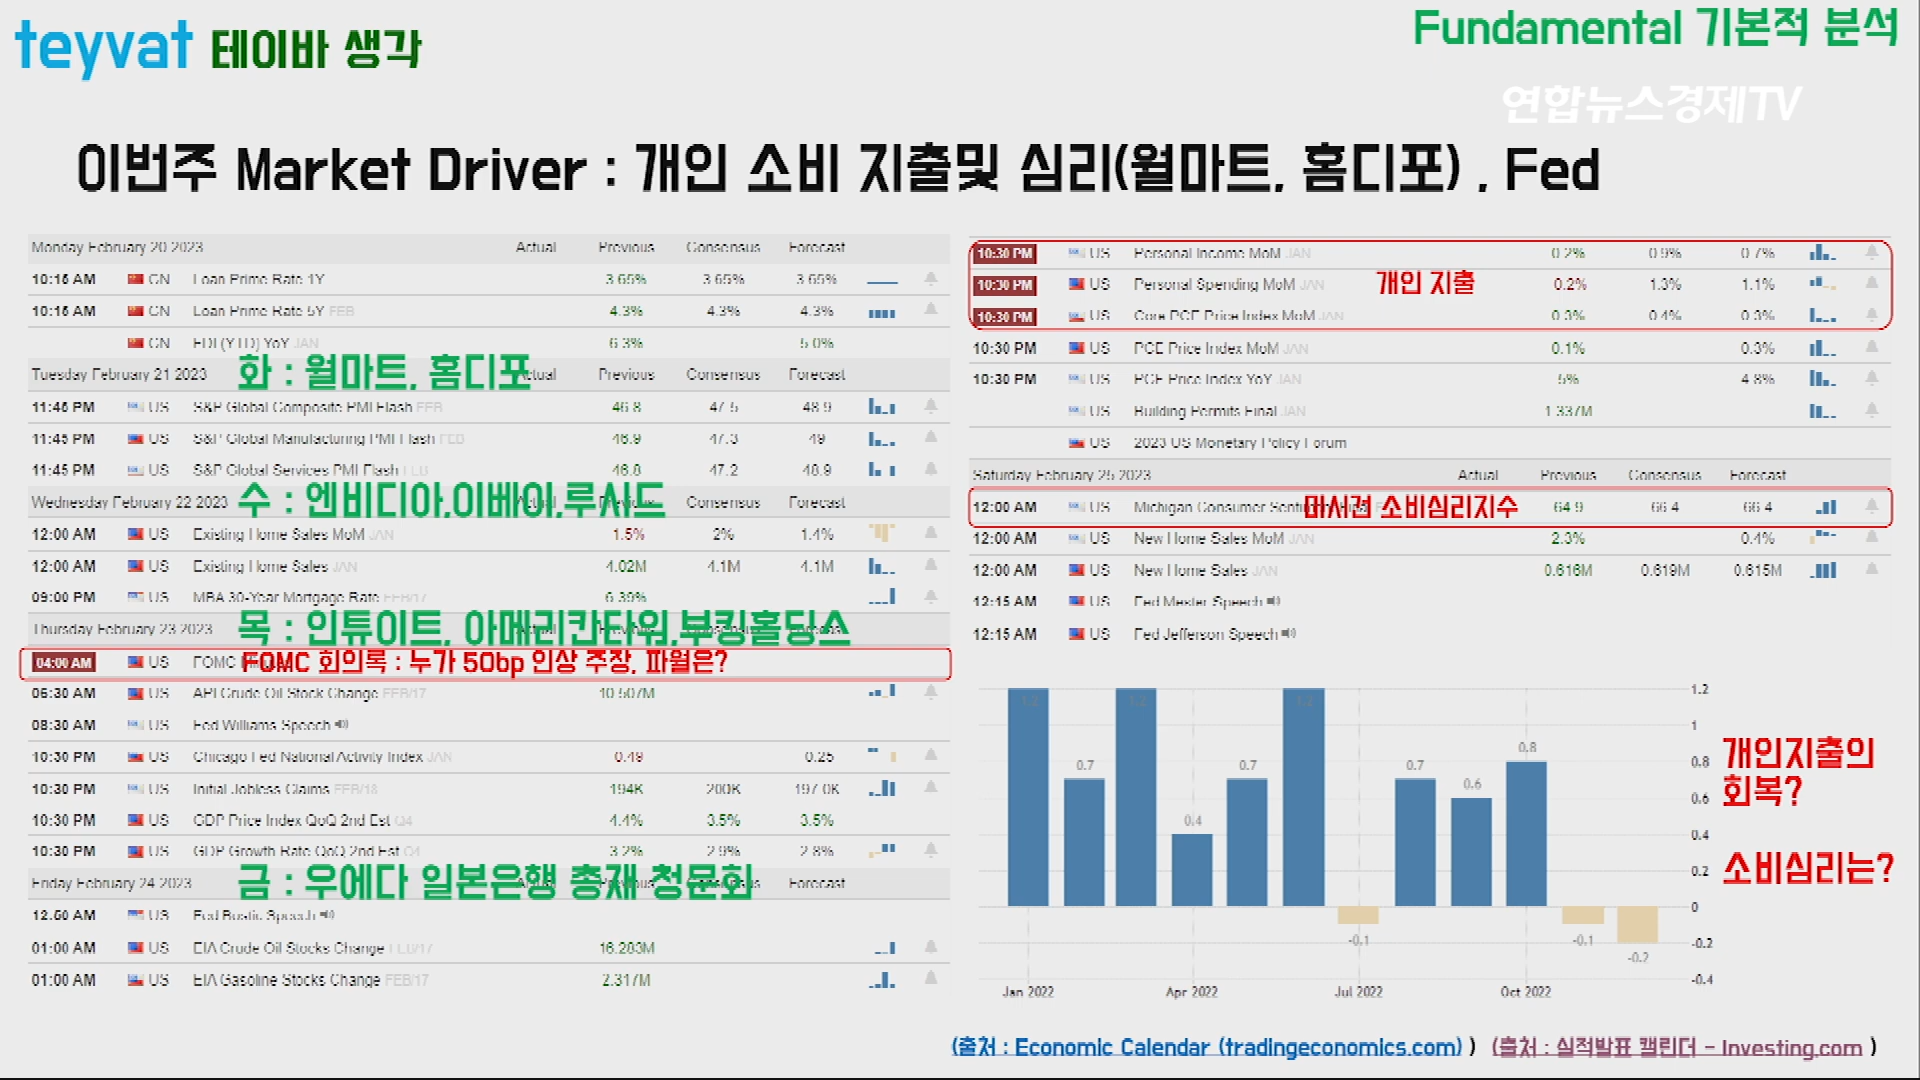 teyvat 테이바 생각
Fundamental 기본적 분석
연합뉴스경제TV
이번주 Market Driver : 개인 소비 지출및 심리(월마트, 홈디포) , Fed
Monday February 20 2023 Actual Previous Consensus Forecast
10:15 AM CN Loan Prime Rate 1Y 3.65% 3.65% 3.65%
10:15 AM CN Loan Prime Rate 5Y FEB 4.3% 4.3% 4.3%
CN FDI (YTD) YoY JAN 6.3% 5.0%
Tuesday February 21 2023 화 : 월마트, 홈디포 Actual Previous Consensus Forecast
11:45 PM US S&P Global Composite PMI Flash FEB 46.8 47.5 48.9
11:45 PM US S&P Global Manufacturing PMI Flash FEB 46.9 47.3 49
11:45 PM US S&P Global Services PMI Flash FEB 46.8 47.2 48.9
Wednesday February 22 2023 수 : 엔비디아,이베이,루시드 Actual Previous Consensus Forecast
12:00 AM US Existing Home Sales MoM JAN 1.5% 2% 1.4%
12:00 AM US Existing Home Sales JAN 4.02M 4.1M 4.1M
09:00 PM US MBA 30-Year Mortgage Rate FEB/17 6.39%
Thursday February 23 2023 목 : 인튜이트, 아메리칸타워,부킹홀딩스
04:00 AM US FOMC FOMC 회의록 : 누가 50bp 인상 주장, 파월은?
06:30 AM US API Crude Oil Stock Change FEB/17 10.507M
08:30 AM US Fed Williams Speech
10:30 PM US Chicago Fed National Activity Index JAN -0.49 0.25
10:30 PM US Initial Jobless Claims FEB/18 194K 200K 197.0K
10:30 PM US GDP Price Index QoQ 2nd Est Q4 4.4% 3.5% 3.5%
10:30 PM US GDP Growth Rate QoQ 2nd Est Q4 3.2% 2.9% 2.8%
Friday February 24 2023 금 : 우에다 일본은행 총재 청문회 Actual Previous Consensus Forecast
12:50 AM US Fed Bostic Speech
01:00 AM US EIA Crude Oil Stocks Change FEB/17 16.283M
01:00 AM US EIA Gasoline Stocks Change FEB/17 2.317M
10:30 PM US Personal Income MoM JAN 0.2% 0.9% 0.7%
10:30 PM US Personal Spending MoM JAN 개인 지출 -0.2% 1.3% 1.1%
10:30 PM US Core PCE Price Index MoM JAN 0.3% 0.4% 0.3%
10:30 PM US PCE Price Index MoM JAN 0.1% 0.3%
10:30 PM US PCE Price Index YoY JAN 5% 4.8%
US Building Permits Final JAN 1.337M
US 2023 US Monetary Policy Forum
Saturday February 25 2023 Actual Previous Consensus Forecast
12:00 AM US Michigan Consumer Sentiment Final 미시건 소비심리지수 64.9 66.4 66.4
12:00 AM US New Home Sales MoM JAN 2.3% 0.4%
12:00 AM US New Home Sales JAN 0.616M 0.619M 0.615M
12:15 AM US Fed Mester Speech
12:15 AM US Fed Jefferson Speech
1.2 1.2 1.2 1.2
1
0.7 0.7 0.7 0.8 0.8
0.6 0.6
0.4 0.4
0.2
0
-0.1 -0.1 -0.2
-0.2
-0.4
Jan 2022 Apr 2022 Jul 2022 Oct 2022
개인지출의
회복?
소비심리는?
(출처 : Economic Calendar (tradingeconomics.com) ) (출처 : 실적발표 캘린더 - Investing.com )